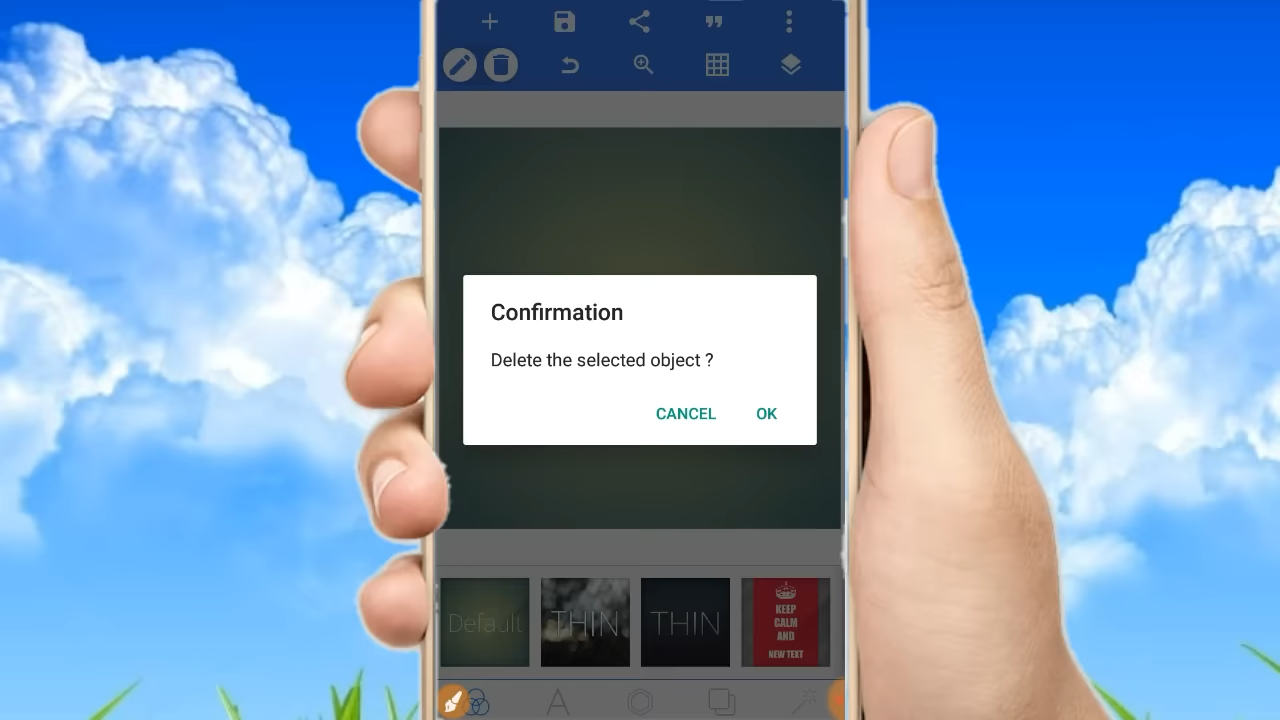 Confirmation
Delete the selected object ?
CANCEL OK
Default
THIN
THIN
KEEP
CALM
AND
NEW TEXT